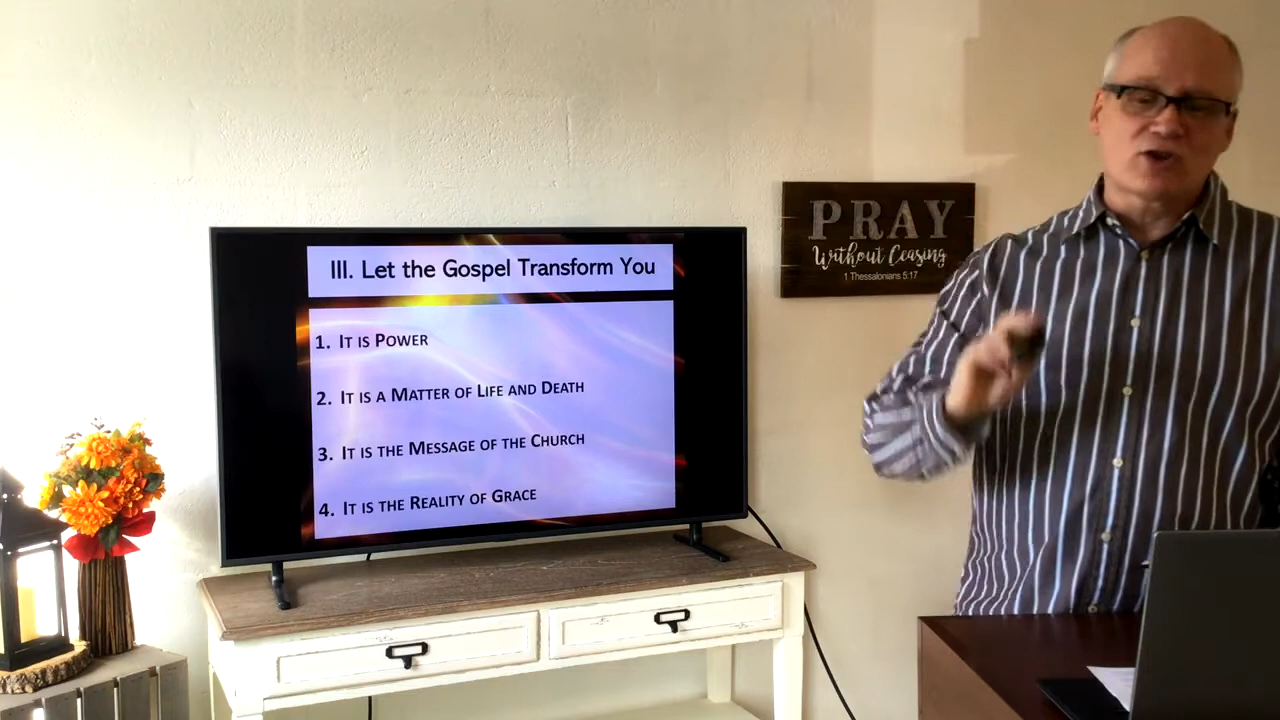 III. Let the Gospel Transform You
1. It is Power
2. It is a Matter of Life and Death
3. It is the Message of the Church
4. It is the Reality of Grace
PRAY
Without Ceasing
1 Thessalonians 5:17